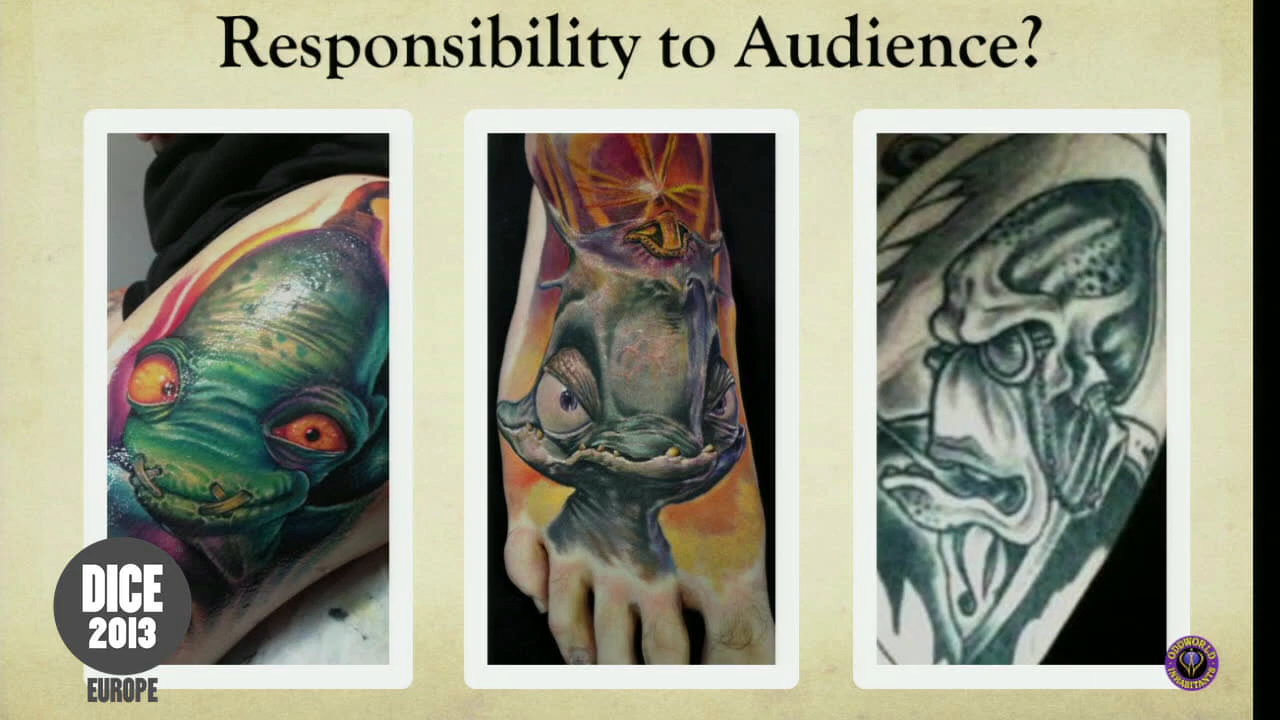 Responsibility to Audience?
DICE
2013
EUROPE
ODDWORLD
INHABITANTS